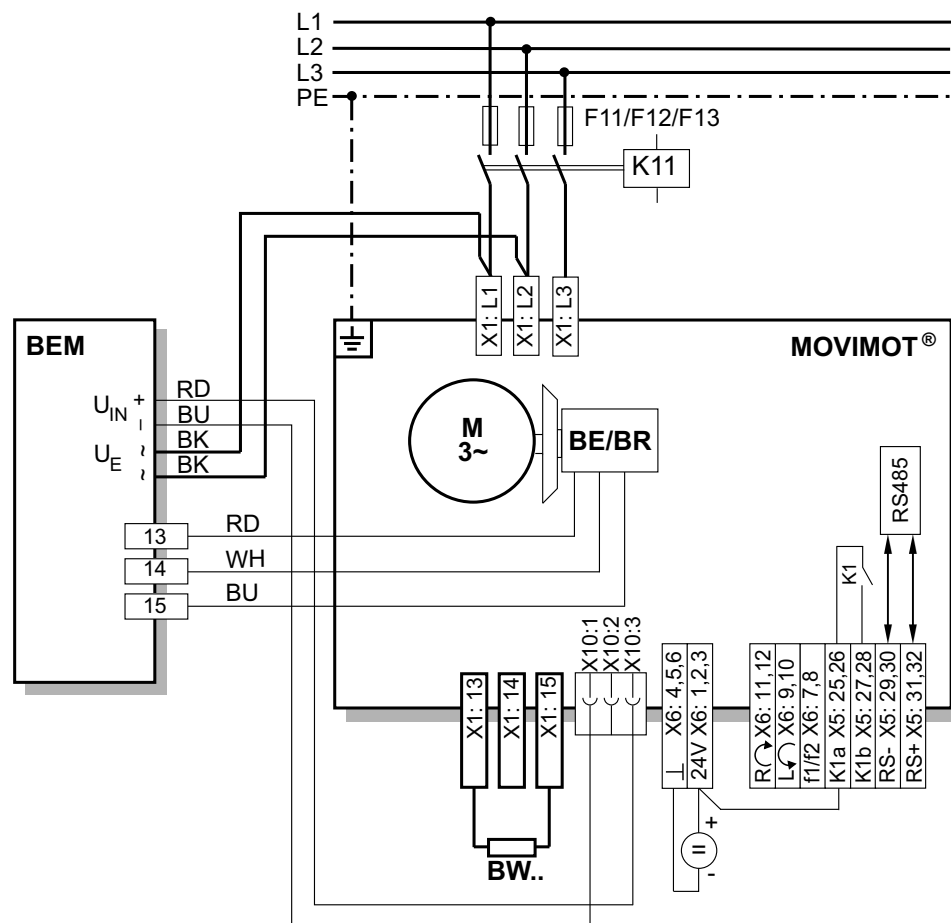 L1
L2
L3
PE
F11/F12/F13
K11
X1: L1
X1: L2
X1: L3
BEM
MOVIMOT®
UIN + RD
– BU
UE ~ BK
~ BK
M
3~
BE/BR
RS485
13 RD
14 WH
15 BU
K1
X10:1
X10:2
X10:3
X1: 13
X1: 14
X1: 15
⊥ X6: 4,5,6
24V X6: 1,2,3
R X6: 11,12
L X6: 9,10
f1/f2 X6: 7,8
K1a X5: 25,26
K1b X5: 27,28
RS- X5: 29,30
RS+ X5: 31,32
+
=
-
BW..